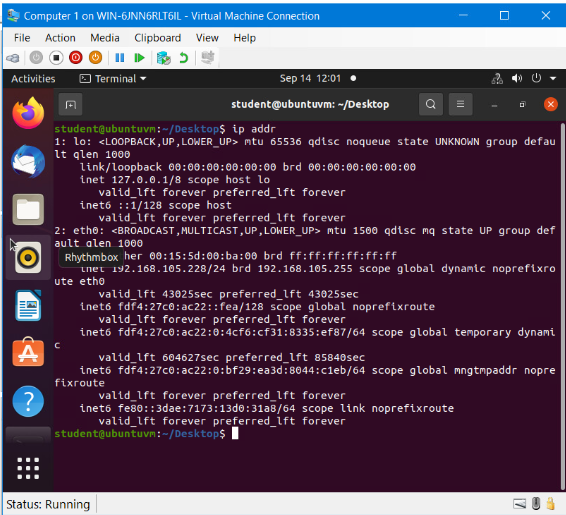 Computer 1 on WIN-6JNN6RLT6IL - Virtual Machine Connection
File Action Media Clipboard View Help
Activities Terminal Sep 14 12:01
student@ubuntuvm: ~/Desktop
student@ubuntuvm:~/Desktop$ ip addr
1: lo: <LOOPBACK,UP,LOWER_UP> mtu 65536 qdisc noqueue state UNKNOWN group defau
lt qlen 1000
link/loopback 00:00:00:00:00:00 brd 00:00:00:00:00:00
inet 127.0.0.1/8 scope host lo
valid_lft forever preferred_lft forever
inet6 ::1/128 scope host
valid_lft forever preferred_lft forever
2: eth0: <BROADCAST,MULTICAST,UP,LOWER_UP> mtu 1500 qdisc mq state UP group def
ault qlen 1000
her 00:15:5d:00:ba:00 brd ff:ff:ff:ff:ff:ff
Rhythmbox
inet 192.168.105.228/24 brd 192.168.105.255 scope global dynamic noprefixro
ute eth0
valid_lft 43025sec preferred_lft 43025sec
inet6 fdf4:27c0:ac22::fea/128 scope global noprefixroute
valid_lft forever preferred_lft forever
inet6 fdf4:27c0:ac22:0:4cf6:cf31:8335:ef87/64 scope global temporary dynami
c
valid_lft 604627sec preferred_lft 85840sec
inet6 fdf4:27c0:ac22:0:bf29:ea3d:8044:c1eb/64 scope global mngtmpaddr nopre
fixroute
valid_lft forever preferred_lft forever
inet6 fe80::3dae:7173:13d0:31a8/64 scope link noprefixroute
valid_lft forever preferred_lft forever
student@ubuntuvm:~/Desktop$
Status: Running